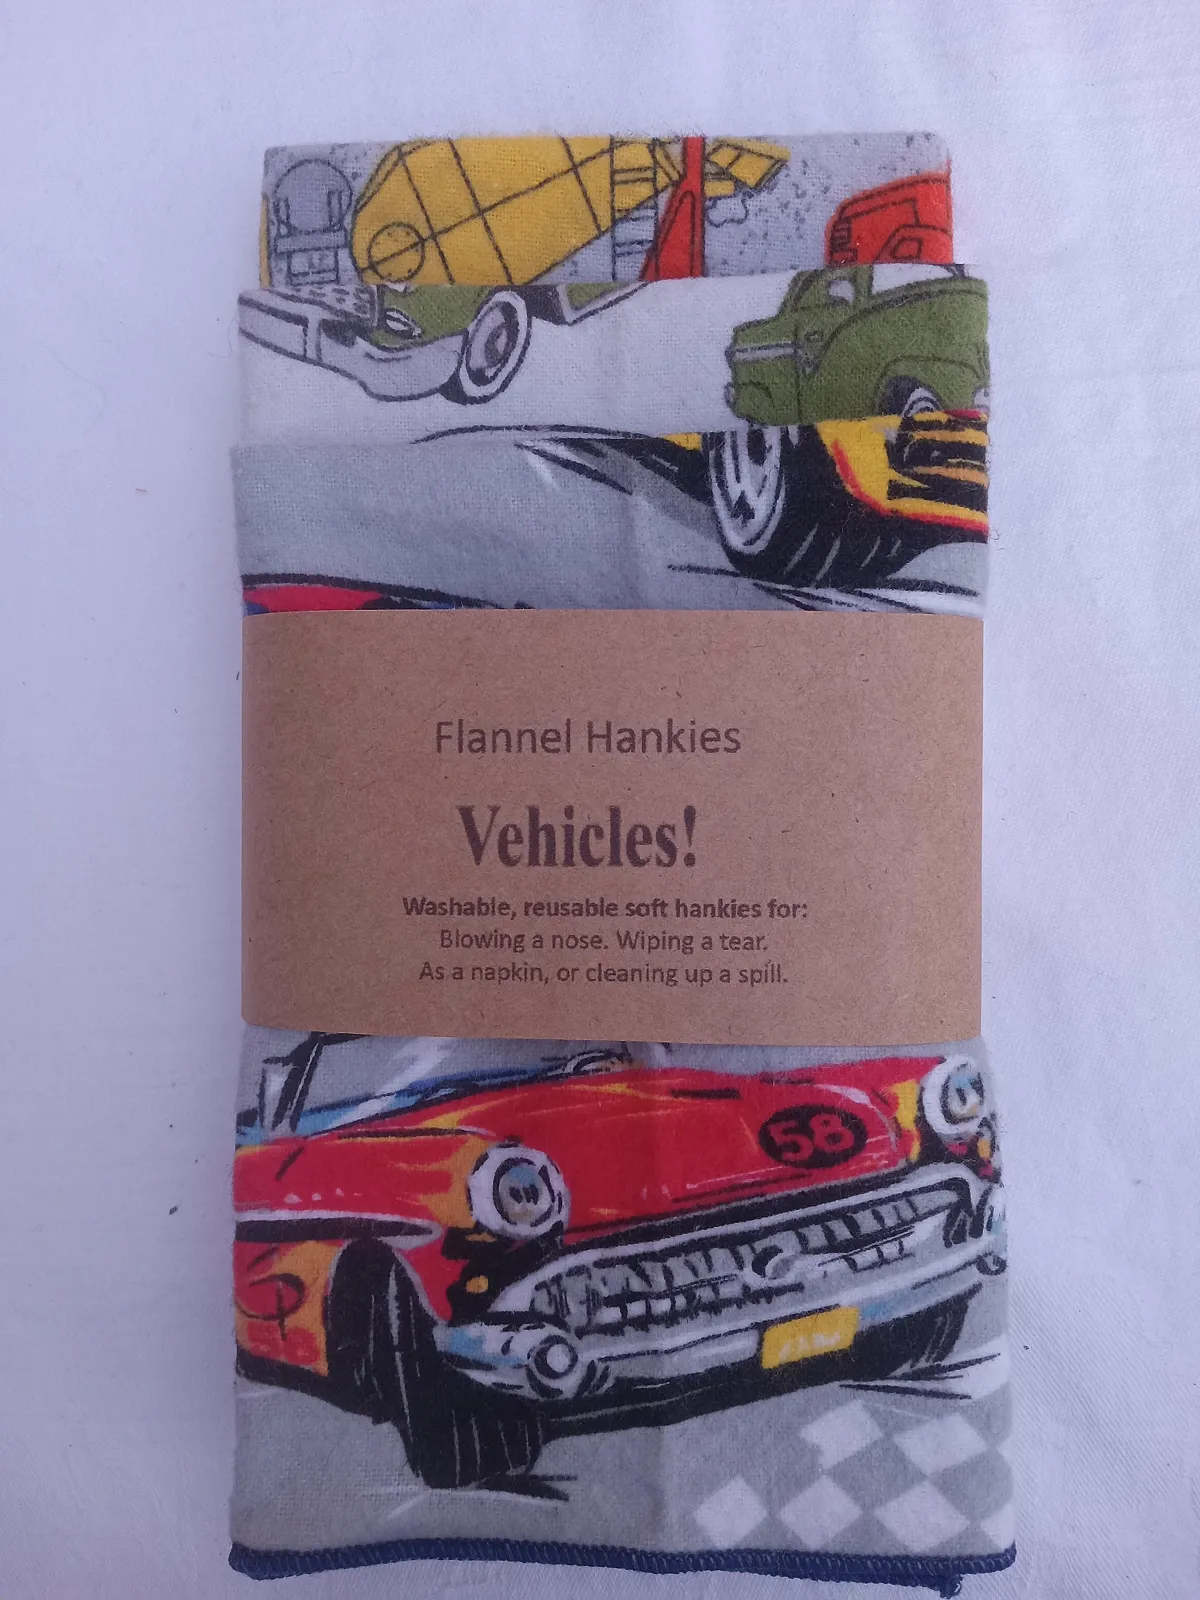 Flannel Hankies
Vehicles!
Washable, reusable soft hankies for:
Blowing a nose. Wiping a tear.
As a napkin, or cleaning up a spill.
58
58